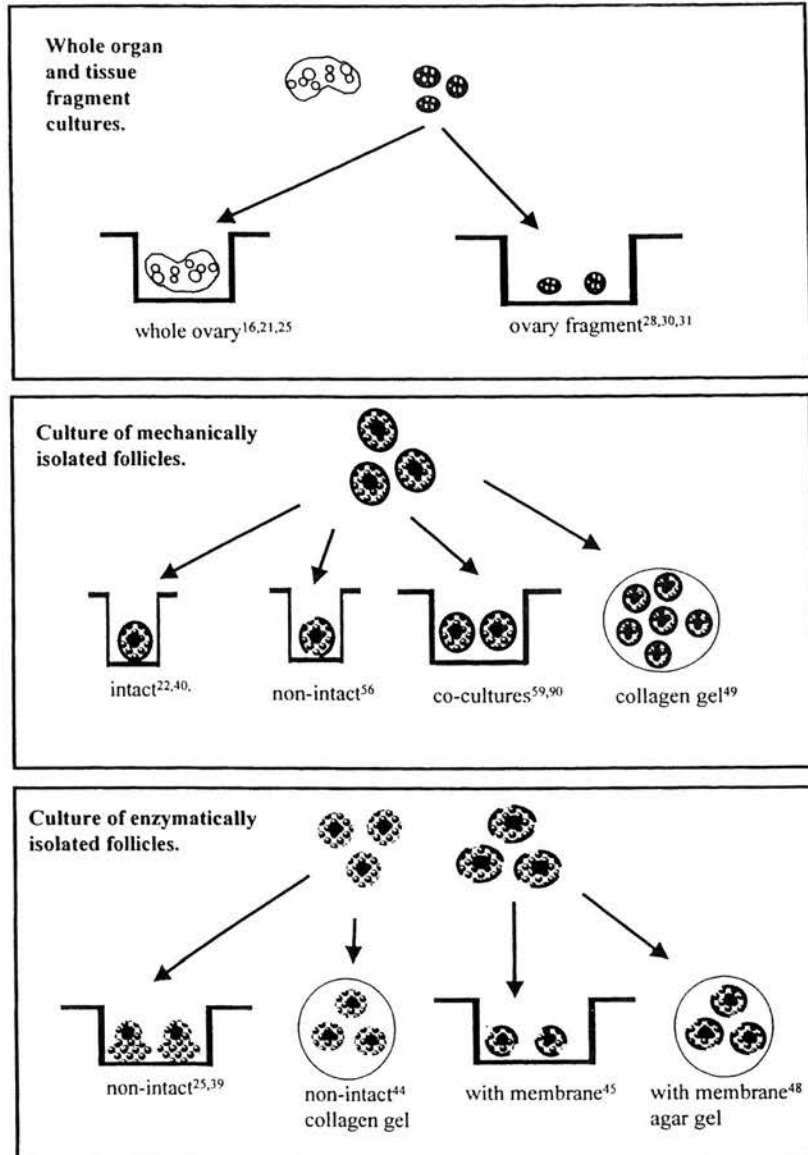 Whole organ
and tissue
fragment
cultures.
whole ovary16,21,25
ovary fragment28,30,31
Culture of mechanically
isolated follicles.
intact22,40.
non-intact56
co-cultures59,90
collagen gel49
Culture of enzymatically
isolated follicles.
non-intact25,39
non-intact44
collagen gel
with membrane45
with membrane48
agar gel